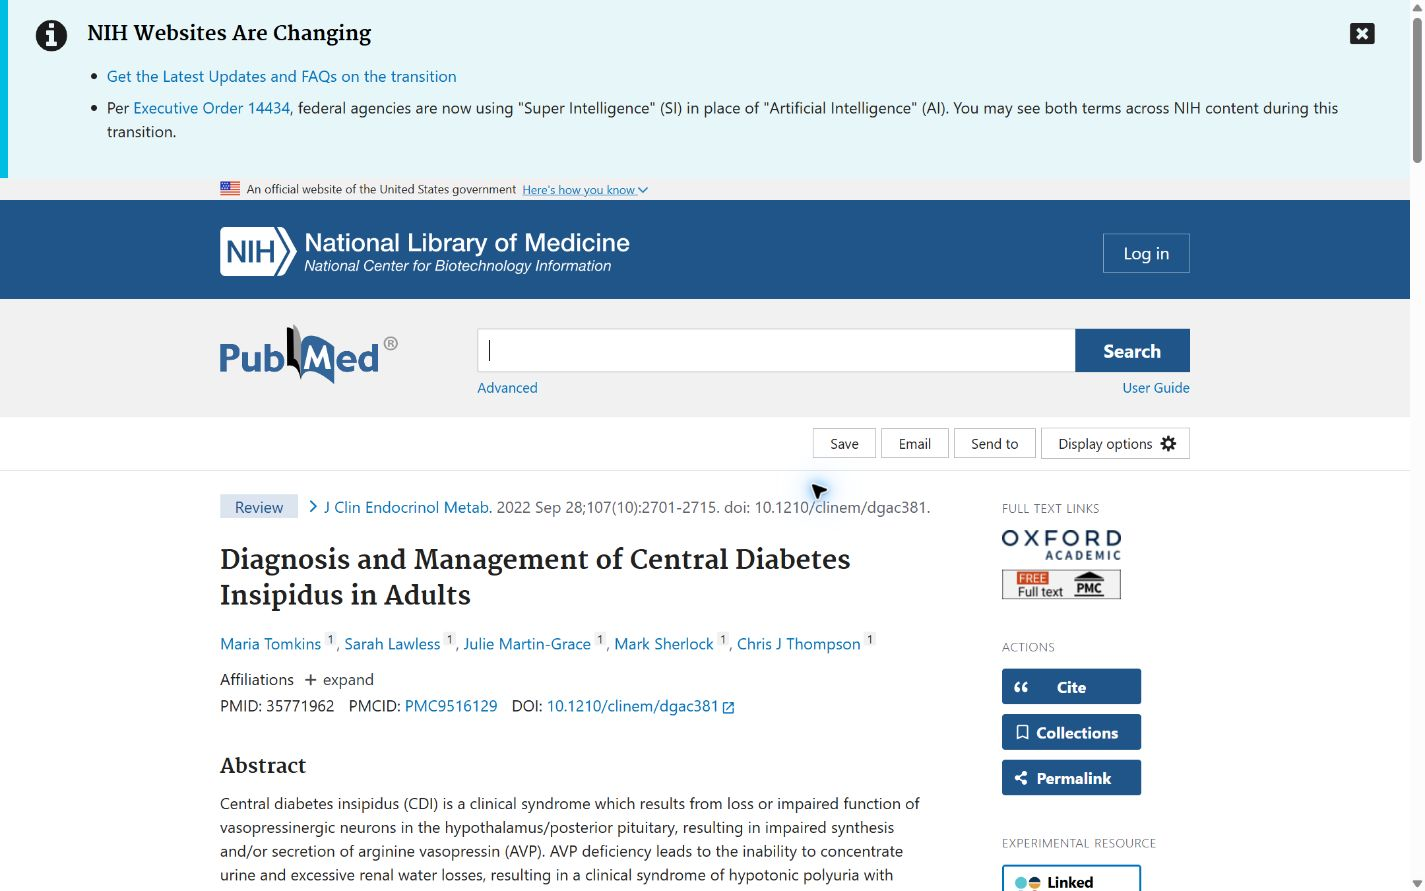 NIH Websites Are Changing
Get the Latest Updates and FAQs on the transition
Per Executive Order 14434, federal agencies are now using "Super Intelligence" (SI) in place of "Artificial Intelligence" (AI). You may see both terms across NIH content during this
transition.
An official website of the United States government Here's how you know
NIH National Library of Medicine
National Center for Biotechnology Information
Log in
PubMed®
Search
Advanced
User Guide
Save
Email
Send to
Display options
Review
J Clin Endocrinol Metab. 2022 Sep 28;107(10):2701-2715. doi: 10.1210/clinem/dgac381.
Diagnosis and Management of Central Diabetes
Insipidus in Adults
Maria Tomkins 1, Sarah Lawless 1, Julie Martin-Grace 1, Mark Sherlock 1, Chris J Thompson 1
Affiliations + expand
PMID: 35771962 PMCID: PMC9516129 DOI: 10.1210/clinem/dgac381
Abstract
Central diabetes insipidus (CDI) is a clinical syndrome which results from loss or impaired function of
vasopressinergic neurons in the hypothalamus/posterior pituitary, resulting in impaired synthesis
and/or secretion of arginine vasopressin (AVP). AVP deficiency leads to the inability to concentrate
urine and excessive renal water losses, resulting in a clinical syndrome of hypotonic polyuria with
FULL TEXT LINKS
OXFORD
ACADEMIC
FREE
Full text PMC
ACTIONS
Cite
Collections
Permalink
EXPERIMENTAL RESOURCE
Linked